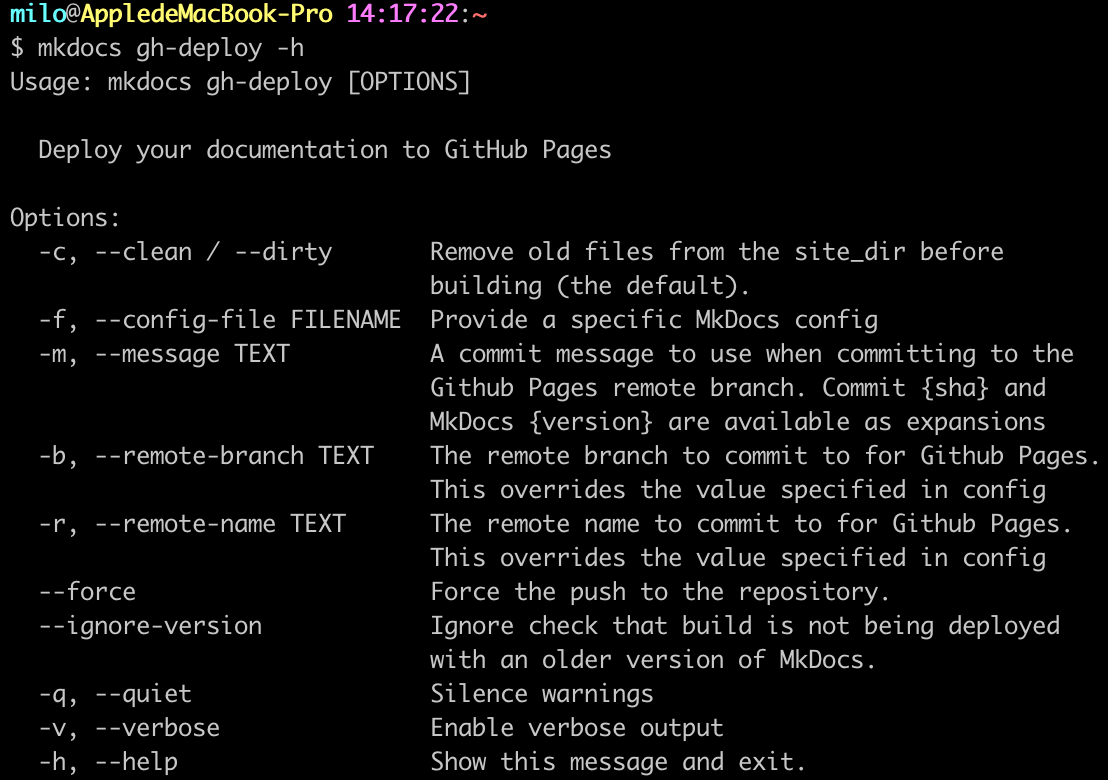 milo@AppledeMacBook-Pro 14:17:22:~
$ mkdocs gh-deploy -h
Usage: mkdocs gh-deploy [OPTIONS]
Deploy your documentation to GitHub Pages
Options:
-c, --clean / --dirty Remove old files from the site_dir before
building (the default).
-f, --config-file FILENAME Provide a specific MkDocs config
-m, --message TEXT A commit message to use when committing to the
Github Pages remote branch. Commit {sha} and
MkDocs {version} are available as expansions
-b, --remote-branch TEXT The remote branch to commit to for Github Pages.
This overrides the value specified in config
-r, --remote-name TEXT The remote name to commit to for Github Pages.
This overrides the value specified in config
--force Force the push to the repository.
--ignore-version Ignore check that build is not being deployed
with an older version of MkDocs.
-q, --quiet Silence warnings
-v, --verbose Enable verbose output
-h, --help Show this message and exit.